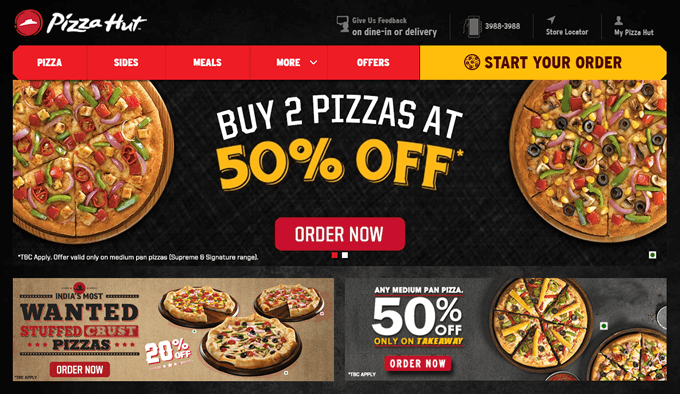 Pizza Hut
Give Us Feedback
on dine-in or delivery
3988-3988
Store Locator
My Pizza Hut
PIZZA
SIDES
MEALS
MORE
OFFERS
START YOUR ORDER
BUY 2 PIZZAS AT
50% OFF*
ORDER NOW
*T&C Apply. Offer valid only on medium pan pizzas (Supreme & Signature range).
INDIA'S MOST
WANTED
STUFFED CRUST
PIZZAS
20% OFF
ORDER NOW
*T&C APPLY
ANY MEDIUM PAN PIZZA.
50%
OFF
ONLY ON TAKEAWAY
ORDER NOW
*T&C APPLY